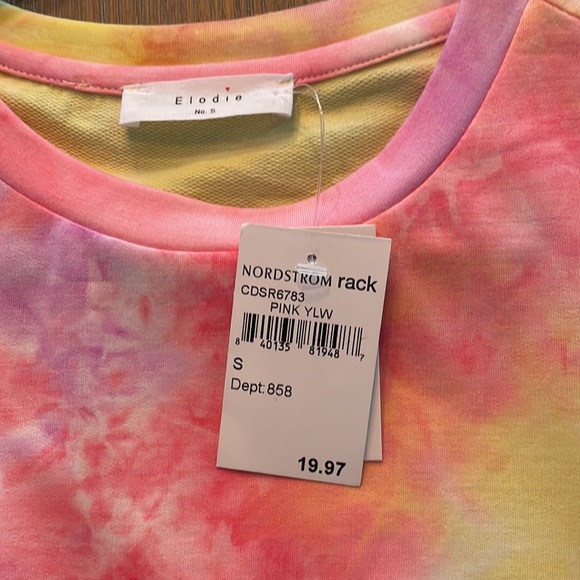 Elodie
No. S
NORDSTROM rack
CDSR6783
PINK YLW
8 40135 81948 7
S
Dept:858
19.97